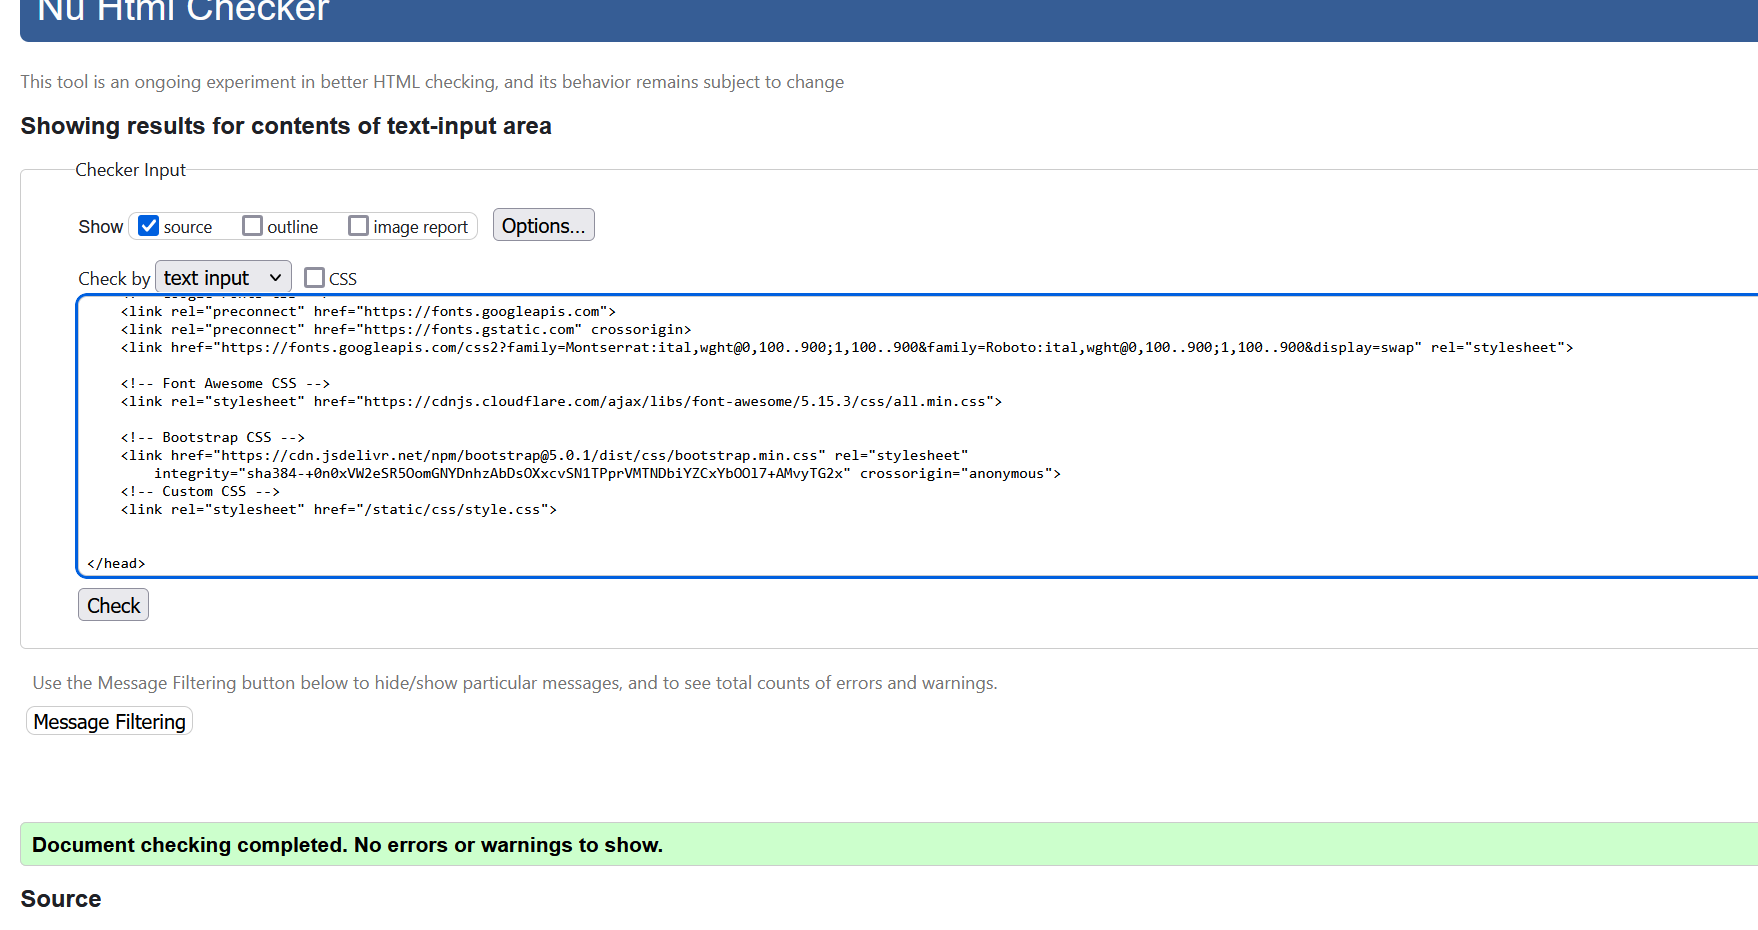 Nu Html Checker
This tool is an ongoing experiment in better HTML checking, and its behavior remains subject to change
Showing results for contents of text-input area
Checker Input
Show source outline image report Options...
Check by text input CSS
<link rel="preconnect" href="https://fonts.googleapis.com">
<link rel="preconnect" href="https://fonts.gstatic.com" crossorigin>
<link href="https://fonts.googleapis.com/css2?family=Montserrat:ital,wght@0,100..900;1,100..900&family=Roboto:ital,wght@0,100..900;1,100..900&display=swap" rel="stylesheet">
<!-- Font Awesome CSS -->
<link rel="stylesheet" href="https://cdnjs.cloudflare.com/ajax/libs/font-awesome/5.15.3/css/all.min.css">
<!-- Bootstrap CSS -->
<link href="https://cdn.jsdelivr.net/npm/bootstrap@5.0.1/dist/css/bootstrap.min.css" rel="stylesheet"
integrity="sha384-+0n0xVW2eSR5OomGNYDnhzAbDsOXxcvSN1TPprVMTNDbiYZCxYbOOl7+AMvyTG2x" crossorigin="anonymous">
<!-- Custom CSS -->
<link rel="stylesheet" href="/static/css/style.css">
</head>
Check
Use the Message Filtering button below to hide/show particular messages, and to see total counts of errors and warnings.
Message Filtering
Document checking completed. No errors or warnings to show.
Source